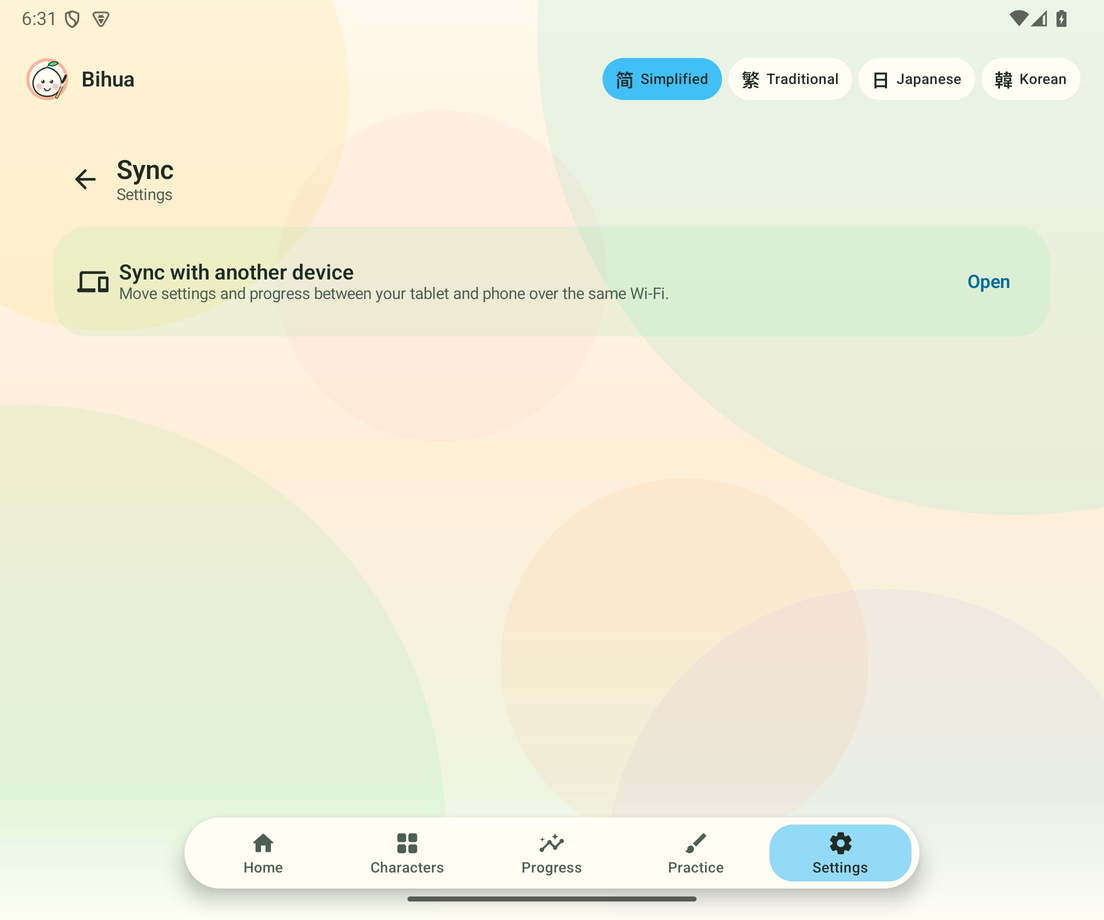 6:31
Bihua
简 Simplified
繁 Traditional
日 Japanese
韓 Korean
Sync
Settings
Sync with another device
Move settings and progress between your tablet and phone over the same Wi-Fi.
Open
Home
Characters
Progress
Practice
Settings